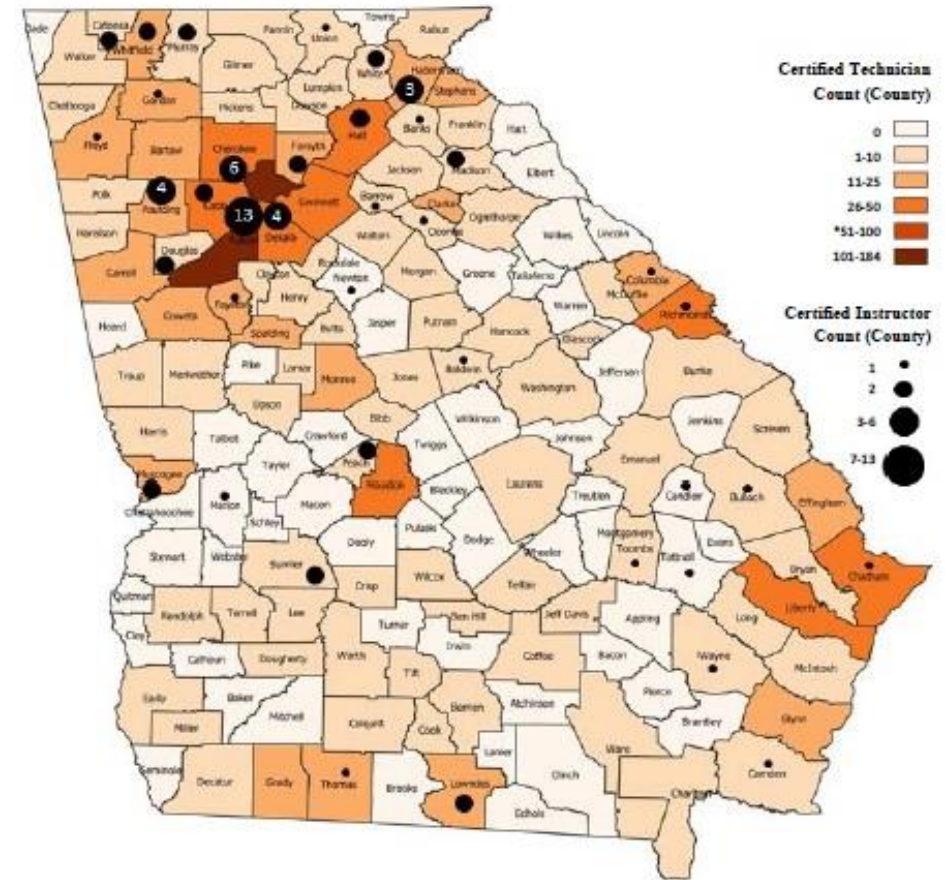 Towns
Rabun
Catoosa
Fannin
Union
Whitfield
Murray
Walker
Gilmer
White
Habersham
Lumpkin
Stephens
3
Chattooga
Gordon
Pickens
Dawson
Hall
Banks
Franklin
Hart
Floyd
Bartow
Cherokee
Forsyth
6
Jackson
Madison
Elbert
Polk
4
Paulding
Cobb
Gwinnett
Barrow
Clarke
13
4
Oconee
Oglethorpe
Haralson
Douglas
Dekalb
Walton
Wilkes
Lincoln
Carroll
Clayton
Rockdale
Newton
Morgan
Greene
Taliaferro
Columbia
McDuffie
Heard
Coweta
Fayette
Henry
Warren
Richmond
Spalding
Butts
Jasper
Putnam
Hancock
Glascock
Troup
Meriwether
Pike
Lamar
Monroe
Jones
Baldwin
Washington
Jefferson
Burke
Upson
Bibb
Wilkinson
Jenkins
Screven
Harris
Talbot
Crawford
Twiggs
Johnson
Emanuel
Muscogee
Taylor
Peach
Houston
Bleckley
Laurens
Treutlen
Candler
Bulloch
Effingham
Chattahoochee
Marion
Schley
Macon
Pulaski
Dodge
Wheeler
Montgomery
Toombs
Tattnall
Evans
Bryan
Chatham
Stewart
Webster
Sumter
Dooly
Wilcox
Telfair
Liberty
Quitman
Randolph
Terrell
Lee
Crisp
Ben Hill
Jeff Davis
Appling
Long
Clay
Calhoun
Dougherty
Worth
Turner
Irwin
Coffee
Bacon
Wayne
McIntosh
Early
Baker
Mitchell
Tift
Berrien
Atkinson
Pierce
Brantley
Glynn
Miller
Colquitt
Cook
Lanier
Ware
Seminole
Decatur
Grady
Thomas
Brooks
Lowndes
Echols
Clinch
Charlton
Camden
Certified Technician
Count (County)
0
1-10
11-25
26-50
*51-100
101-184
Certified Instructor
Count (County)
1
2
3-6
7-13